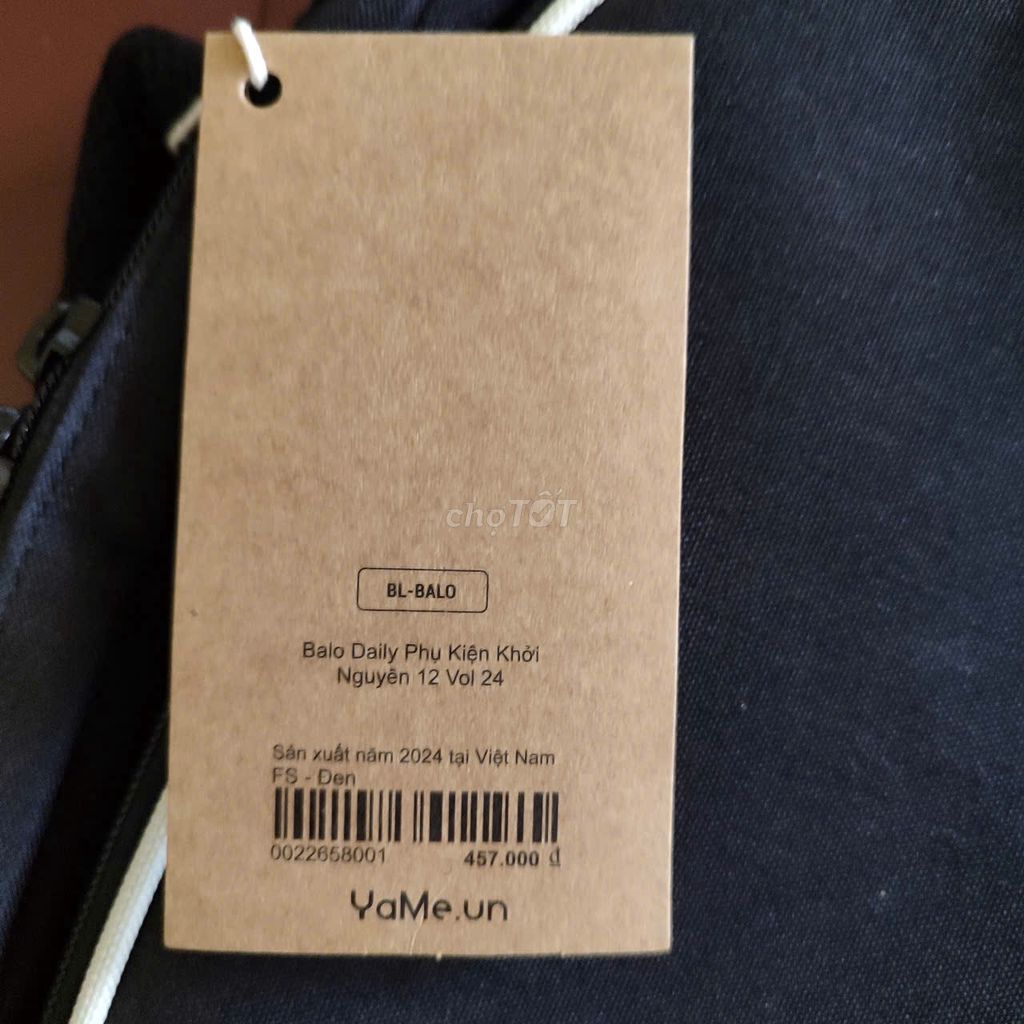 chợTỐT
BL-BALO
Balo Daily Phụ Kiện Khởi
Nguyên 12 Vol 24
Sản xuất năm 2024 tại Việt Nam
FS - Đen
0022658001 457.000 đ
YaMe.vn